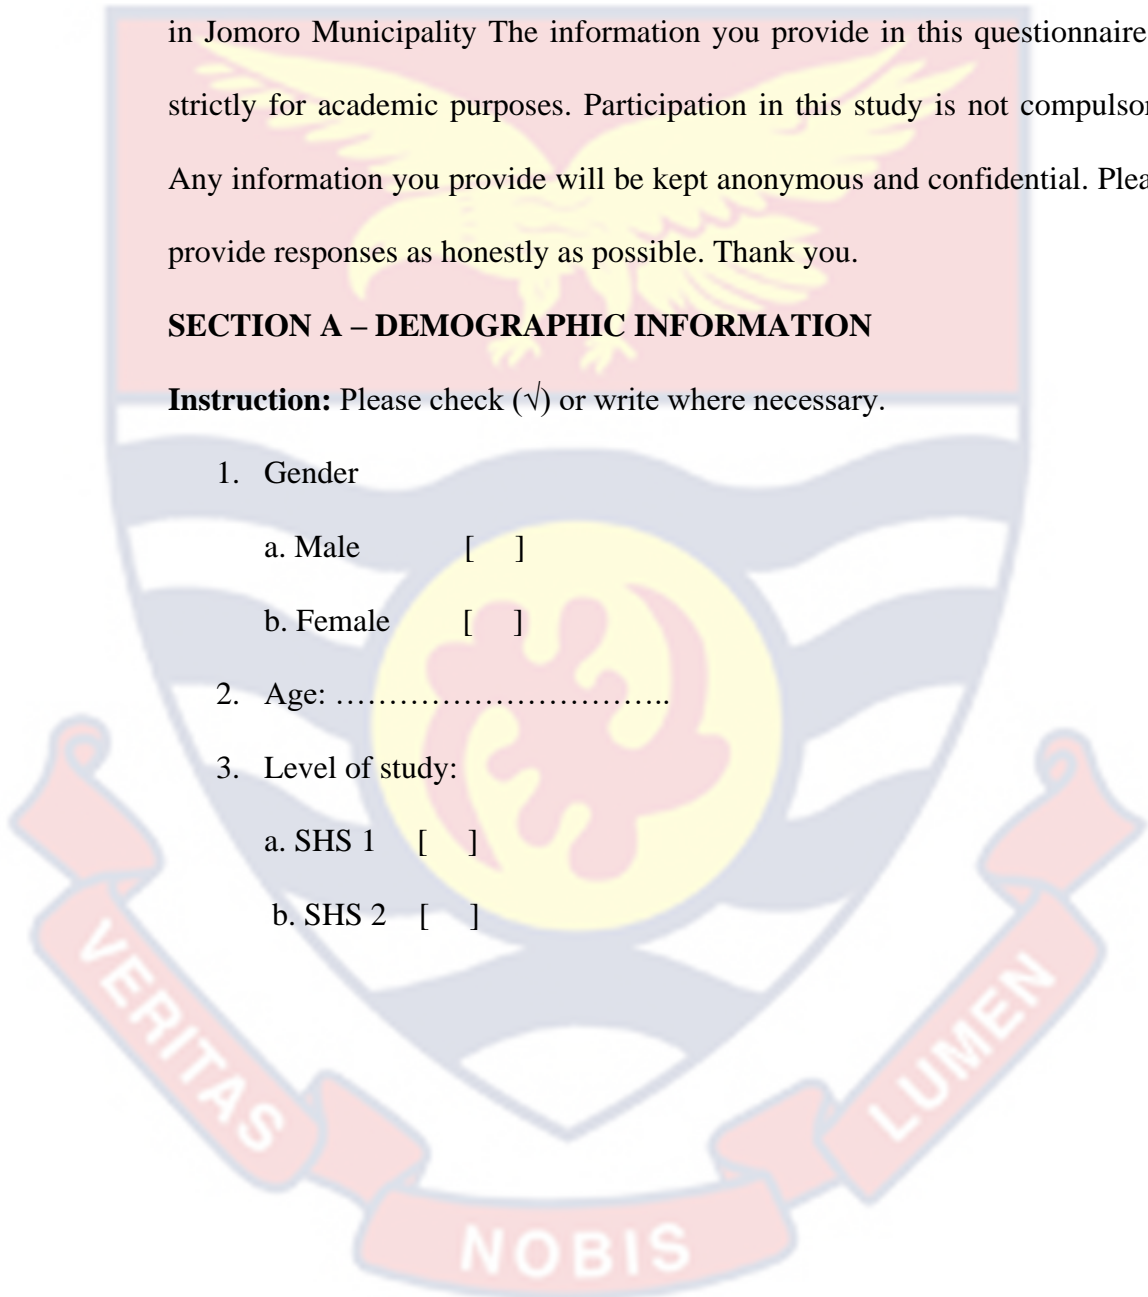 in Jomoro Municipality The information you provide in this questionnaire
strictly for academic purposes. Participation in this study is not
Any information you provide will be kept anonymous and confidential.
provide responses as honestly as possible. Thank you.
SECTION A – DEMOGRAPHIC INFORMATION
Instruction: Please check (√) or write where necessary.
1. Gender
a. Male [ ]
b. Female [ ]
2. Age: ……………………………..
3. Level of study:
a. SHS 1 [ ]
b. SHS 2 [ ]
VERITAS
NOBIS
LUMEN